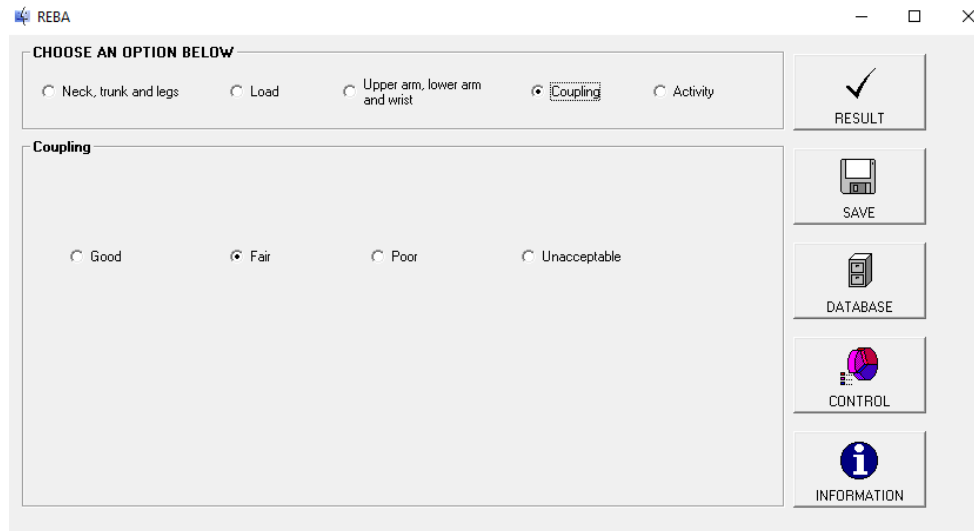 REBA
CHOOSE AN OPTION BELOW
Neck, trunk and legs
Load
Upper arm, lower arm
and wrist
Coupling
Activity
Coupling
Good
Fair
Poor
Unacceptable
RESULT
SAVE
DATABASE
CONTROL
INFORMATION